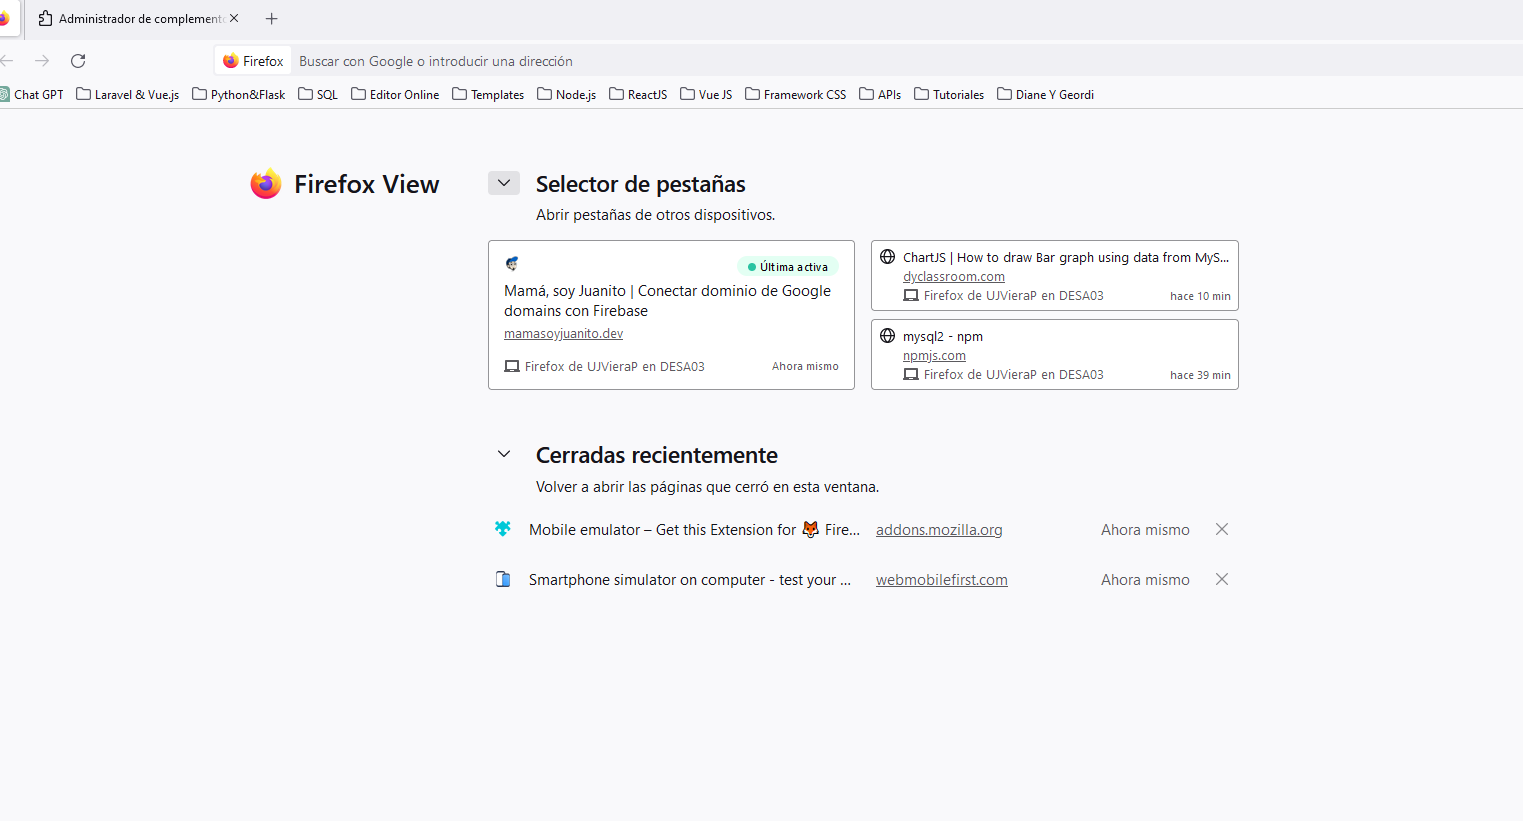 Administrador de complemento
Firefox
Buscar con Google o introducir una dirección
Chat GPT
Laravel & Vue.js
Python&Flask
SQL
Editor Online
Templates
Node.js
ReactJS
Vue JS
Framework CSS
APIs
Tutoriales
Diane Y Geordi
Firefox View
Selector de pestañas
Abrir pestañas de otros dispositivos.
Última activa
Mamá, soy Juanito | Conectar dominio de Google
domains con Firebase
mamasoyjuanito.dev
Firefox de UJVieraP en DESA03
Ahora mismo
ChartJS | How to draw Bar graph using data from MyS...
dyclassroom.com
Firefox de UJVieraP en DESA03
hace 10 min
mysql2 - npm
npmjs.com
Firefox de UJVieraP en DESA03
hace 39 min
Cerradas recientemente
Volver a abrir las páginas que cerró en esta ventana.
Mobile emulator – Get this Extension for 🦊 Fire...
addons.mozilla.org
Ahora mismo
Smartphone simulator on computer - test your ...
webmobilefirst.com
Ahora mismo